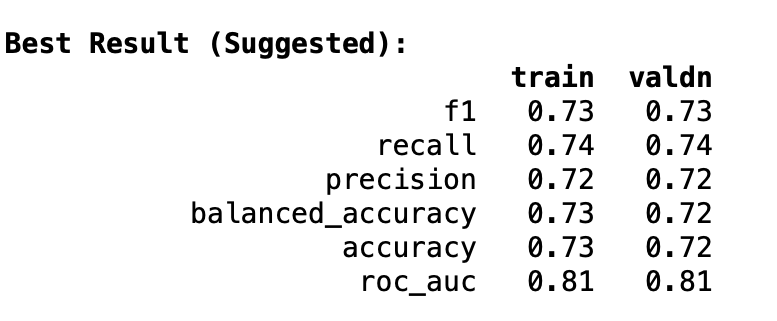 Best Result (Suggested):
train valdn
f1 0.73 0.73
recall 0.74 0.74
precision 0.72 0.72
balanced_accuracy 0.73 0.72
accuracy 0.73 0.72
roc_auc 0.81 0.81